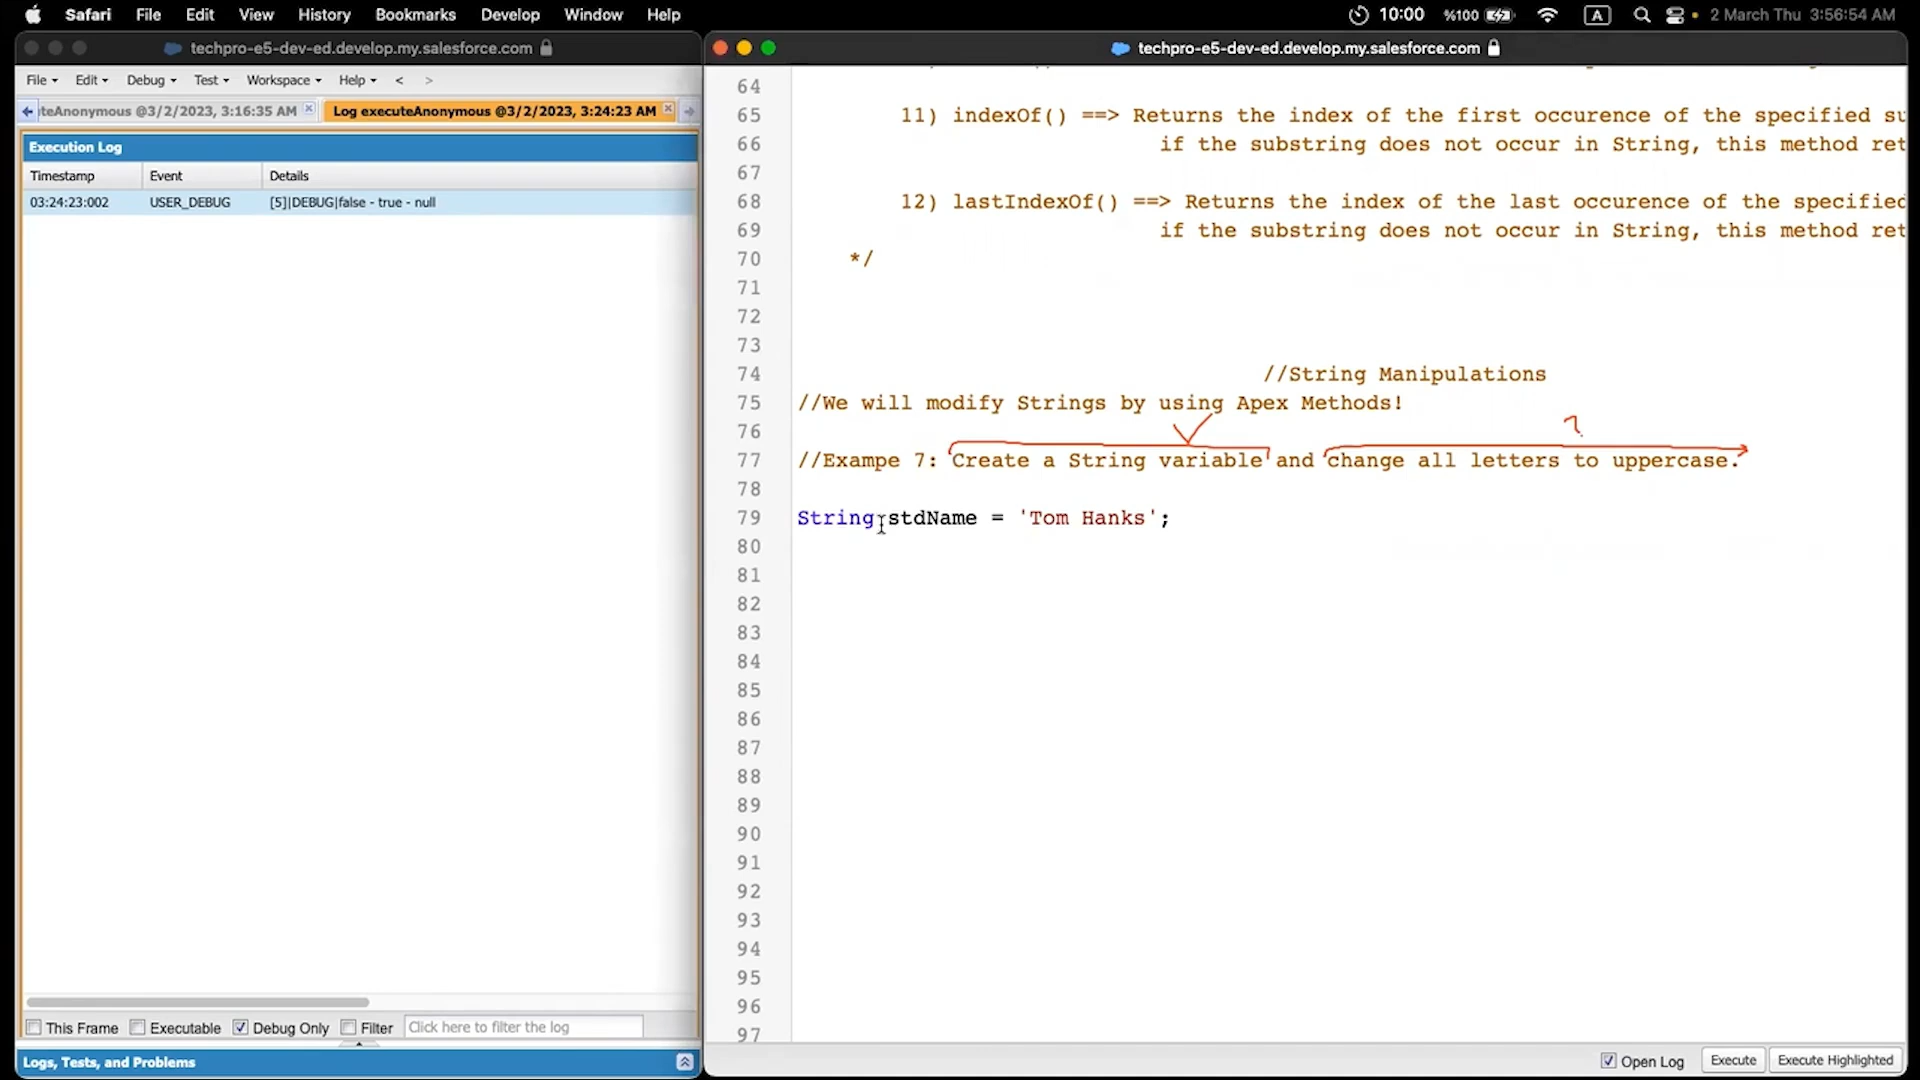 Safari File Edit View History Bookmarks Develop Window Help 10:00 %100 A 2 March Thu 3:56:54 AM
techpro-e5-dev-ed.develop.my.salesforce.com
File Edit Debug Test Workspace Help < >
uteAnonymous @3/2/2023, 3:16:35 AM Log executeAnonymous @3/2/2023, 3:24:23 AM
Execution Log
Timestamp Event Details
03:24:23:002 USER_DEBUG [5]|DEBUG|false - true - null
This Frame Executable Debug Only Filter Click here to filter the log
Logs, Tests, and Problems
techpro-e5-dev-ed.develop.my.salesforce.com
64
65 11) indexOf() ==> Returns the index of the first occurence of the specified su
66 if the substring does not occur in String, this method ret
67
68 12) lastIndexOf() ==> Returns the index of the last occurence of the specified
69 if the substring does not occur in String, this method ret
70 */
71
72
73
74 //String Manipulations
75 //We will modify Strings by using Apex Methods!
76 ?
77 //Exampe 7: Create a String variable and change all letters to uppercase.
78
79 String stdName = 'Tom Hanks';
80
81
82
83
84
85
86
87
88
89
90
91
92
93
94
95
96
97
Open Log Execute Execute Highlighted